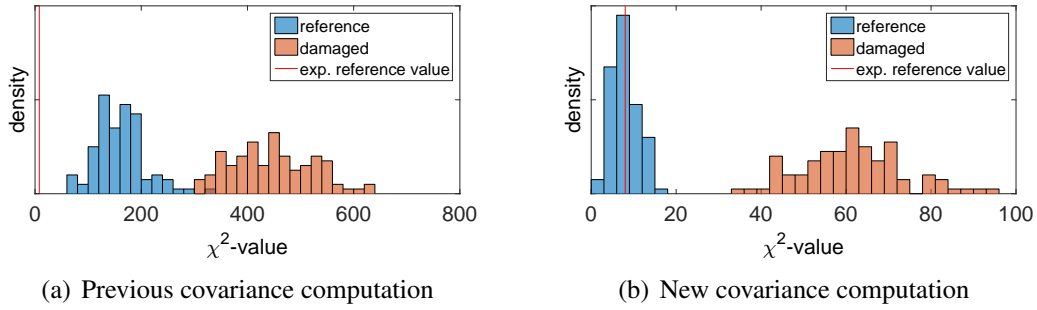 density
reference
damaged
exp. reference value
0
200
400
600
800
χ²-value
(a) Previous covariance computation
density
reference
damaged
exp. reference value
0
20
40
60
80
100
χ²-value
(b) New covariance computation